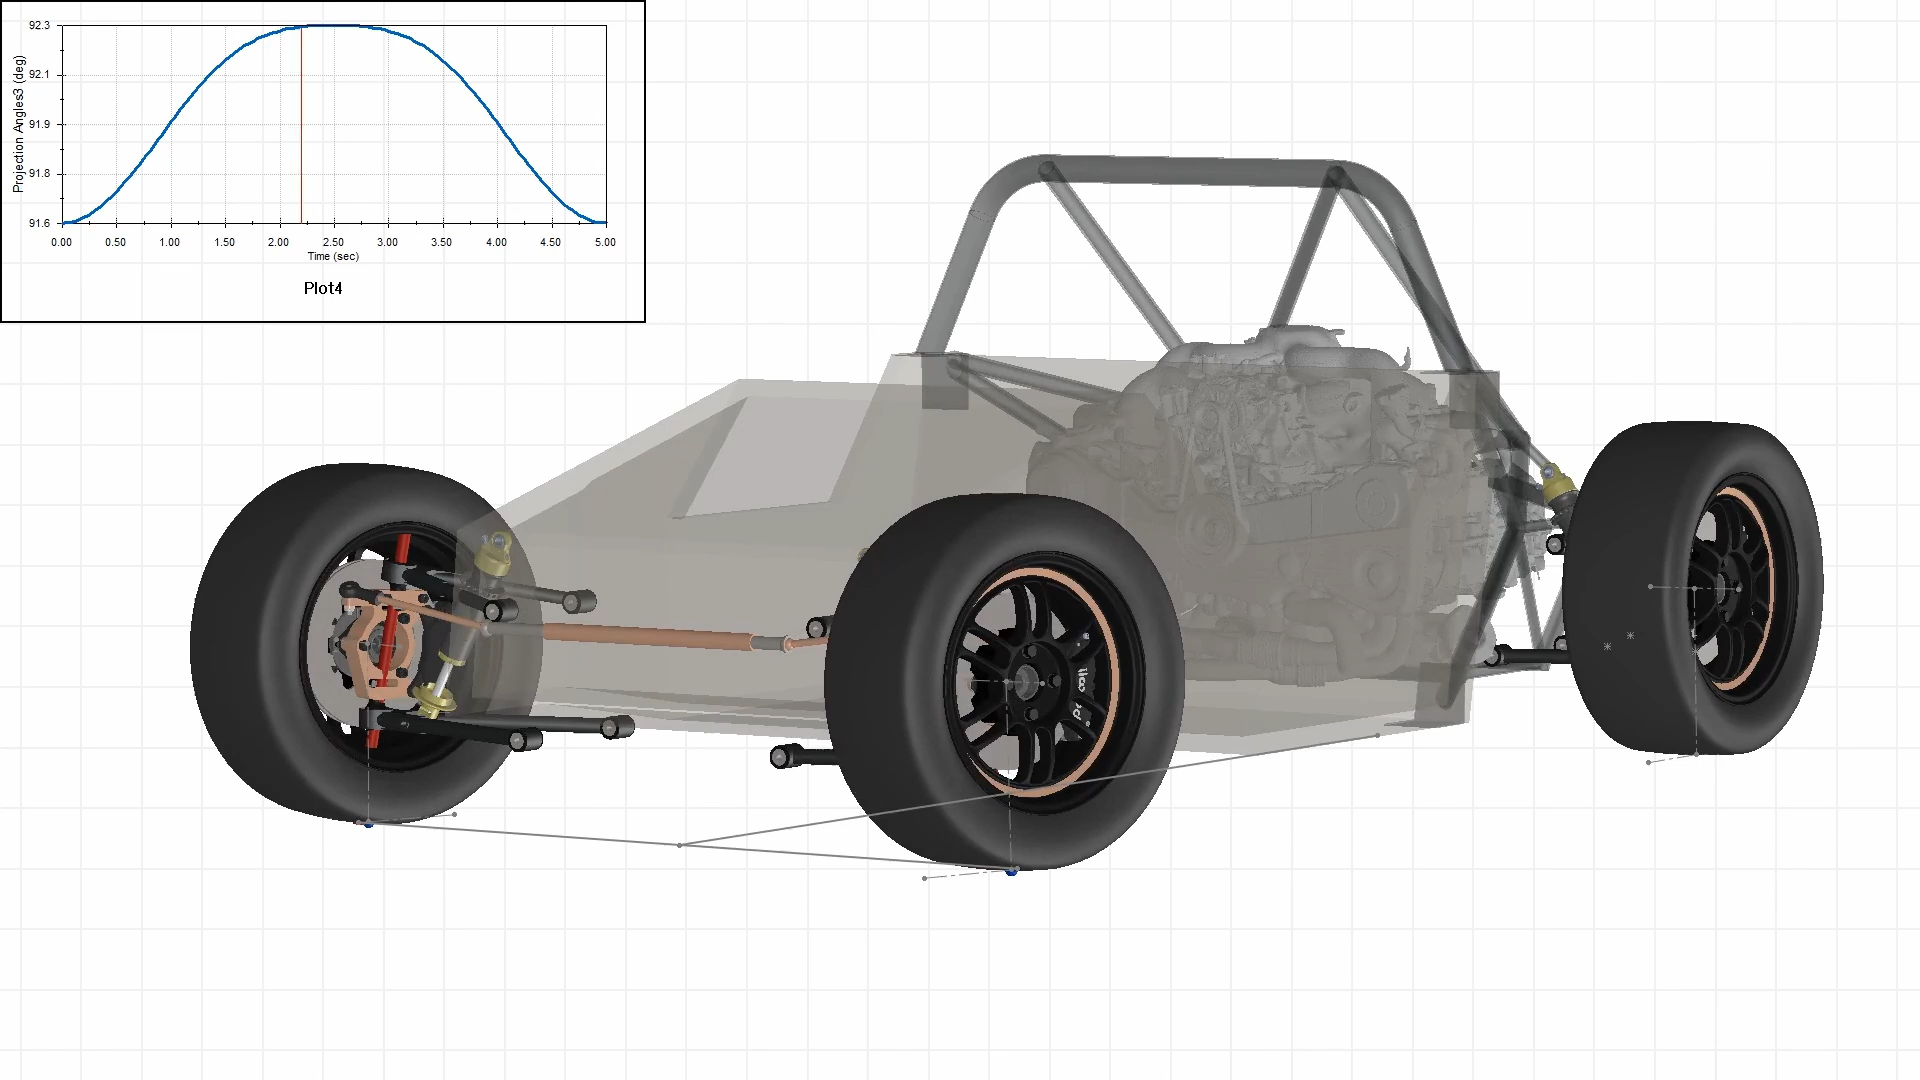 92.3
92.1
91.9
91.8
91.6
Projection Angles3 (deg)
0.00 0.50 1.00 1.50 2.00 2.50 3.00 3.50 4.00 4.50 5.00
Time (sec)
Plot4